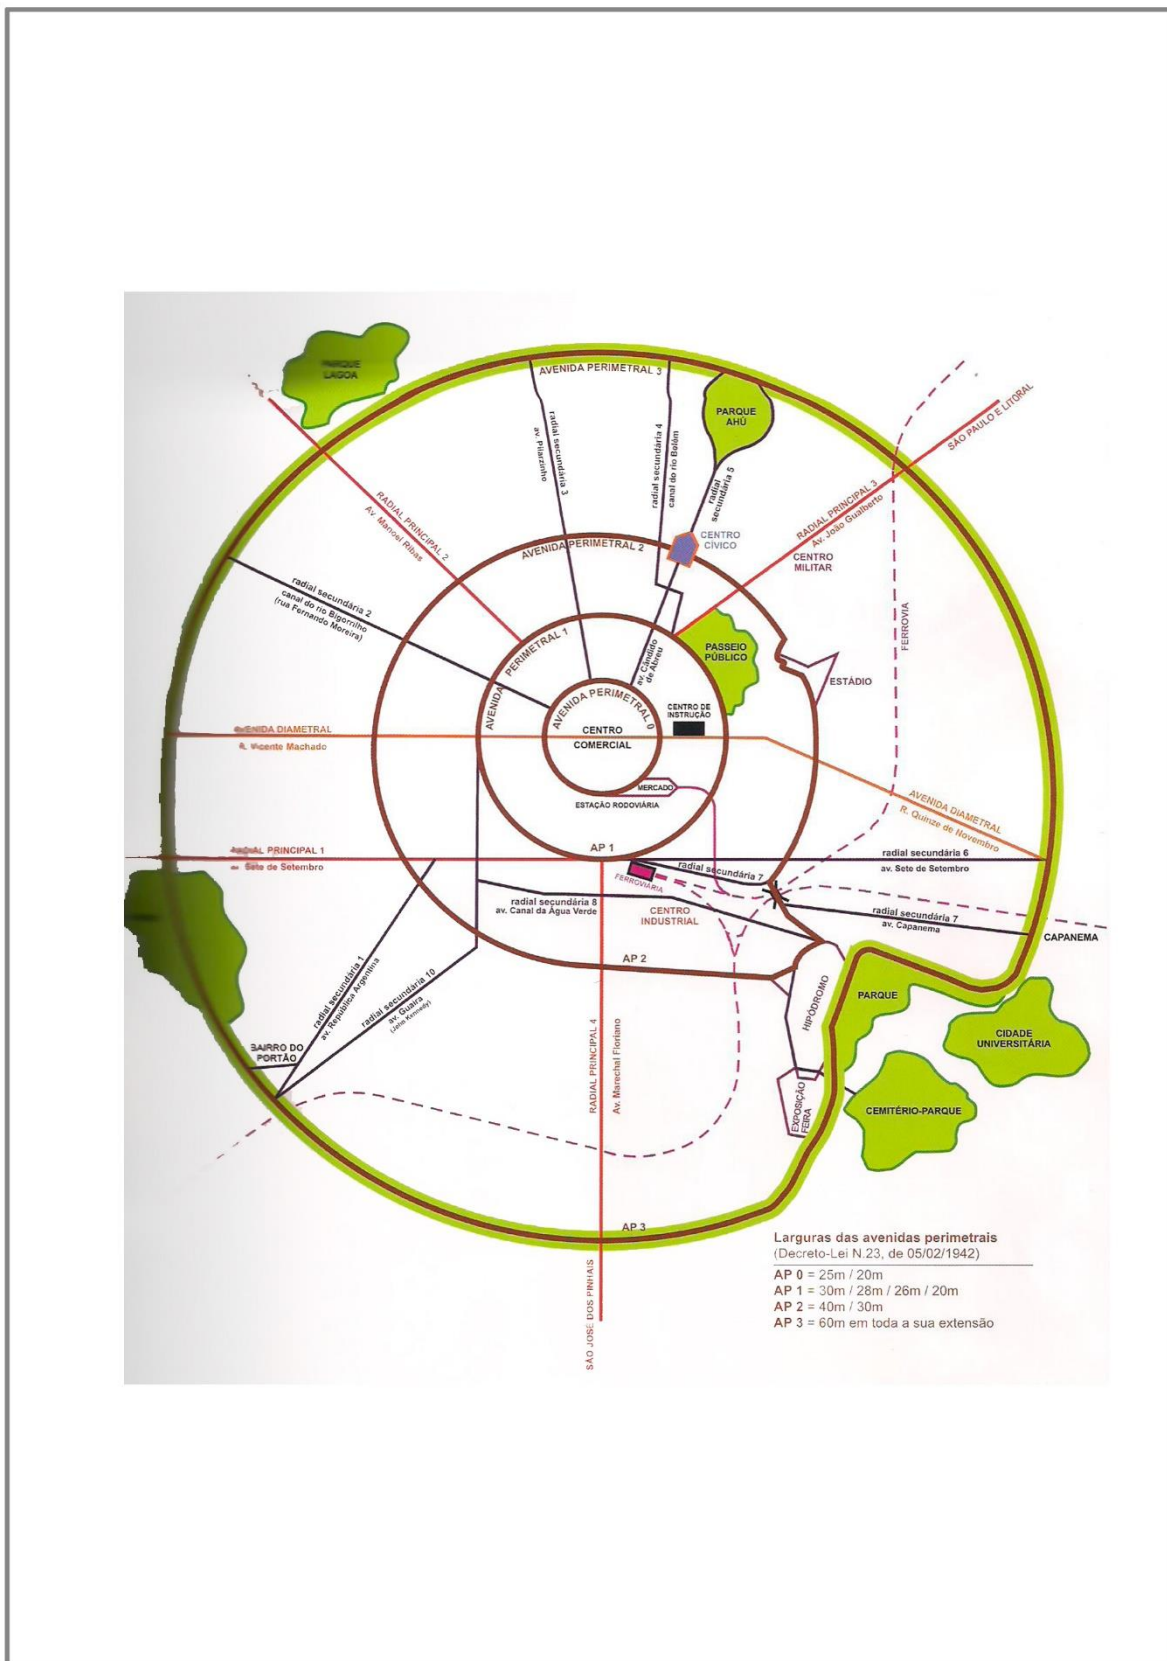 PARQUE
LAGOA
AVENIDA PERIMETRAL 3
PARQUE
AHÚ
SÃO PAULO E LITORAL
radial secundária 3
av. Pilarzinho
radial secundária 4
canal do rio Belém
radial
secundária 5
RADIAL PRINCIPAL 2
Av. Manoel Ribas
RADIAL PRINCIPAL 3
Av. João Gualberto
AVENIDA PERIMETRAL 2
CENTRO
CÍVICO
CENTRO
MILITAR
radial secundária 2
canal do rio Bigorrilho
(rua Fernando Moreira)
FERROVIA
AVENIDA PERIMETRAL 1
PASSEIO
PÚBLICO
av. Cândido
de Abreu
ESTÁDIO
AVENIDA PERIMETRAL 0
CENTRO DE
INSTRUÇÃO
AVENIDA DIAMETRAL
R. Vicente Machado
CENTRO
COMERCIAL
MERCADO
ESTAÇÃO RODOVIÁRIA
AVENIDA DIAMETRAL
R. Quinze de Novembro
AP 1
RADIAL PRINCIPAL 1
av. Sete de Setembro
radial secundária 6
av. Sete de Setembro
radial secundária 7
FERROVIÁRIA
radial secundária 8
av. Canal da Água Verde
CENTRO
INDUSTRIAL
radial secundária 7
av. Capanema
CAPANEMA
AP 2
radial secundária 1
av. República Argentina
radial secundária 10
av. Guaíra
(John Kennedy)
HIPÓDROMO
PARQUE
CIDADE
UNIVERSITÁRIA
BAIRRO DO
PORTÃO
RADIAL PRINCIPAL 4
Av. Marechal Floriano
EXPOSIÇÃO
FEIRA
CEMITÉRIO-PARQUE
AP 3
SÃO JOSE DOS PINHAIS
Larguras das avenidas perimetrais
(Decreto-Lei N.23, de 05/02/1942)
AP 0 = 25m / 20m
AP 1 = 30m / 28m / 26m / 20m
AP 2 = 40m / 30m
AP 3 = 60m em toda a sua extensão